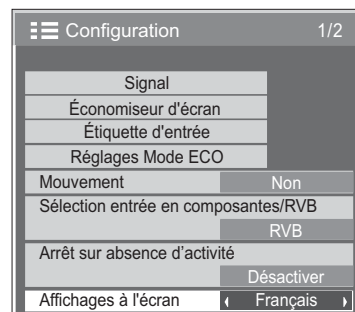 Configuration 1/2
Signal
Économiseur d'écran
Étiquette d'entrée
Réglages Mode ECO
Mouvement Non
Sélection entrée en composantes/RVB
RVB
Arrêt sur absence d’activité
Désactiver
Affichages à l'écran Français